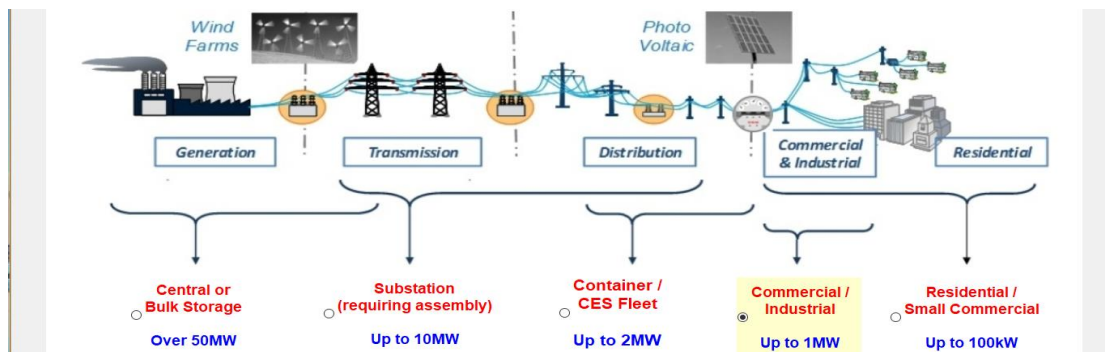 Wind
Farms
Photo
Voltaic
Generation
Transmission
Distribution
Commercial
& Industrial
Residential
Central or
Bulk Storage
Over 50MW
Substation
(requiring assembly)
Up to 10MW
Container /
CES Fleet
Up to 2MW
Commercial /
Industrial
Up to 1MW
Residential /
Small Commercial
Up to 100kW